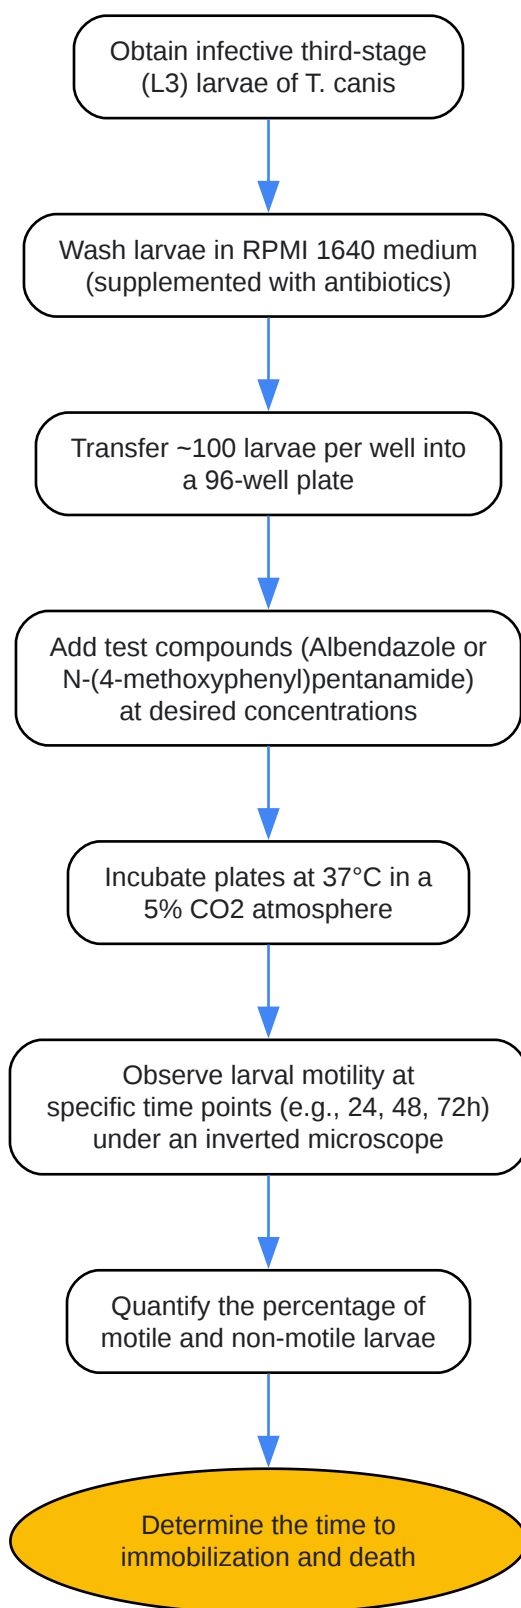 Obtain infective third-stage
(L3) larvae of T. canis
Wash larvae in RPMI 1640 medium
(supplemented with antibiotics)
Transfer ~100 larvae per well into
a 96-well plate
Add test compounds (Albendazole or
N-(4-methoxyphenyl)pentanamide)
at desired concentrations
Incubate plates at 37°C in a
5% CO2 atmosphere
Observe larval motility at
specific time points (e.g., 24, 48, 72h)
under an inverted microscope
Quantify the percentage of
motile and non-motile larvae
Determine the time to
immobilization and death